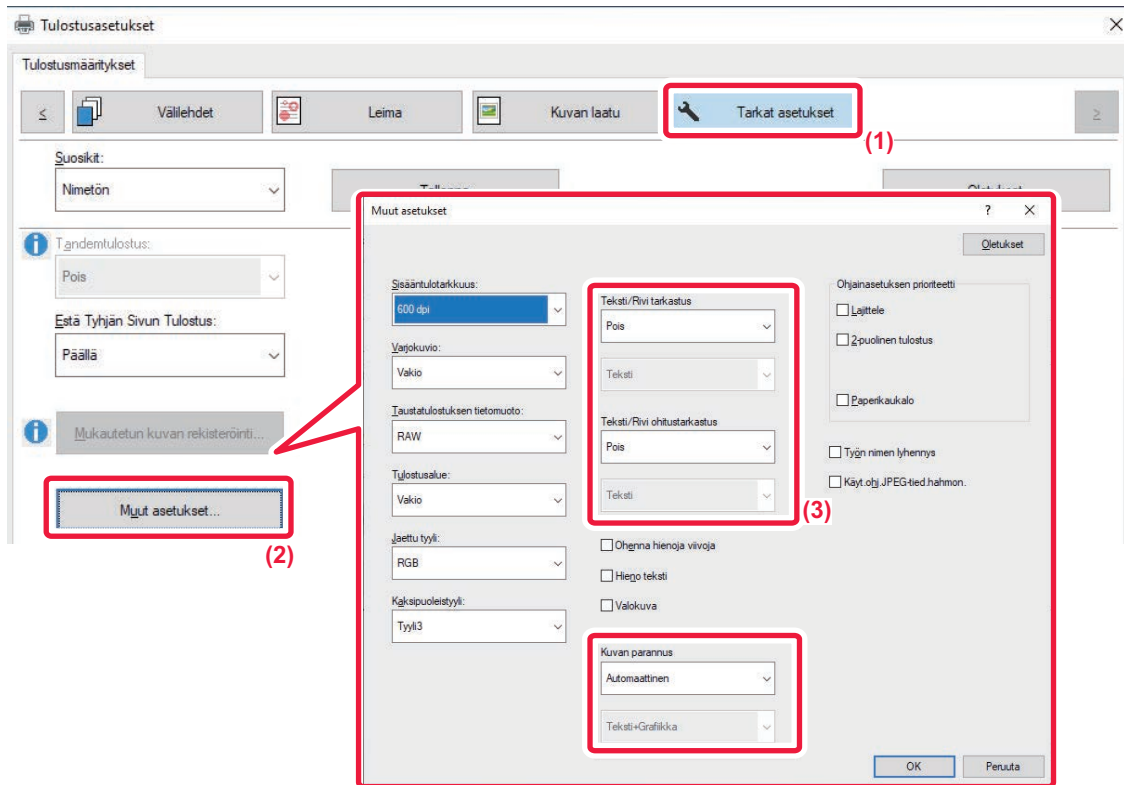 Tulostusasetukset
Tulostusmääritykset
<
Välilehdet
Leima
Kuvan laatu
Tarkat asetukset
>
(1)
Suosikit:
Nimetön
Tandemtulostus:
Pois
Estä Tyhjän Sivun Tulostus:
Päällä
Mukautetun kuvan rekisteröinti...
Muut asetukset...
(2)
Muut asetukset
?
Oletukset
Sisääntulotarkkuus:
600 dpi
Varjokuvio:
Vakio
Taustatulostuksen tietomuoto:
RAW
Tulostusalue:
Vakio
Jaettu tyyli:
RGB
Kaksipuoleistyyli:
Tyyli3
Teksti/Rivi tarkastus
Pois
Teksti
Teksti/Rivi ohitustarkastus
Pois
Teksti
(3)
Ohenna hienoja viivoja
Hieno teksti
Valokuva
Kuvan parannus
Automaattinen
Teksti+Grafiikka
Ohjainasetuksen prioriteetti
Lajittele
2-puolinen tulostus
Paperikaukalo
Työn nimen lyhennys
Käyt.ohj.JPEG-tied.hahmon.
OK
Peruuta